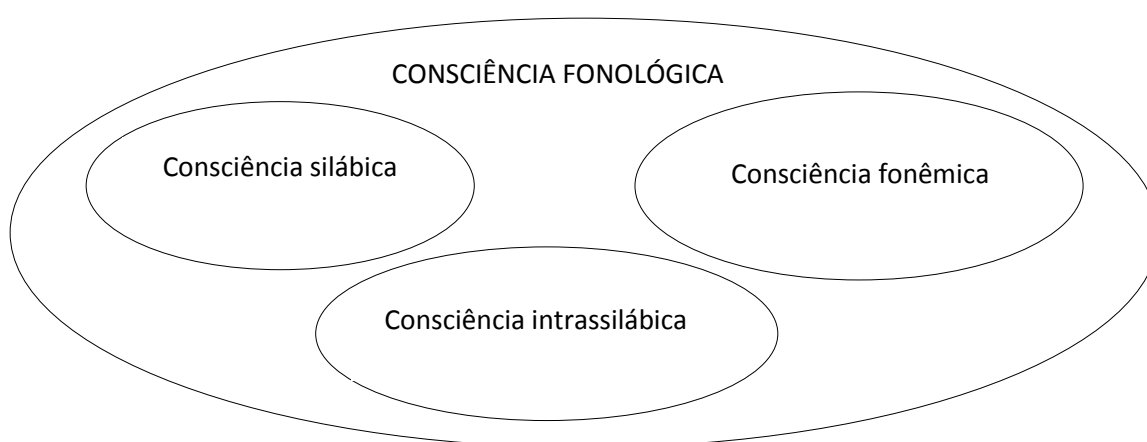 CONSCIÊNCIA FONOLÓGICA
Consciência silábica
Consciência fonêmica
Consciência intrassilábica